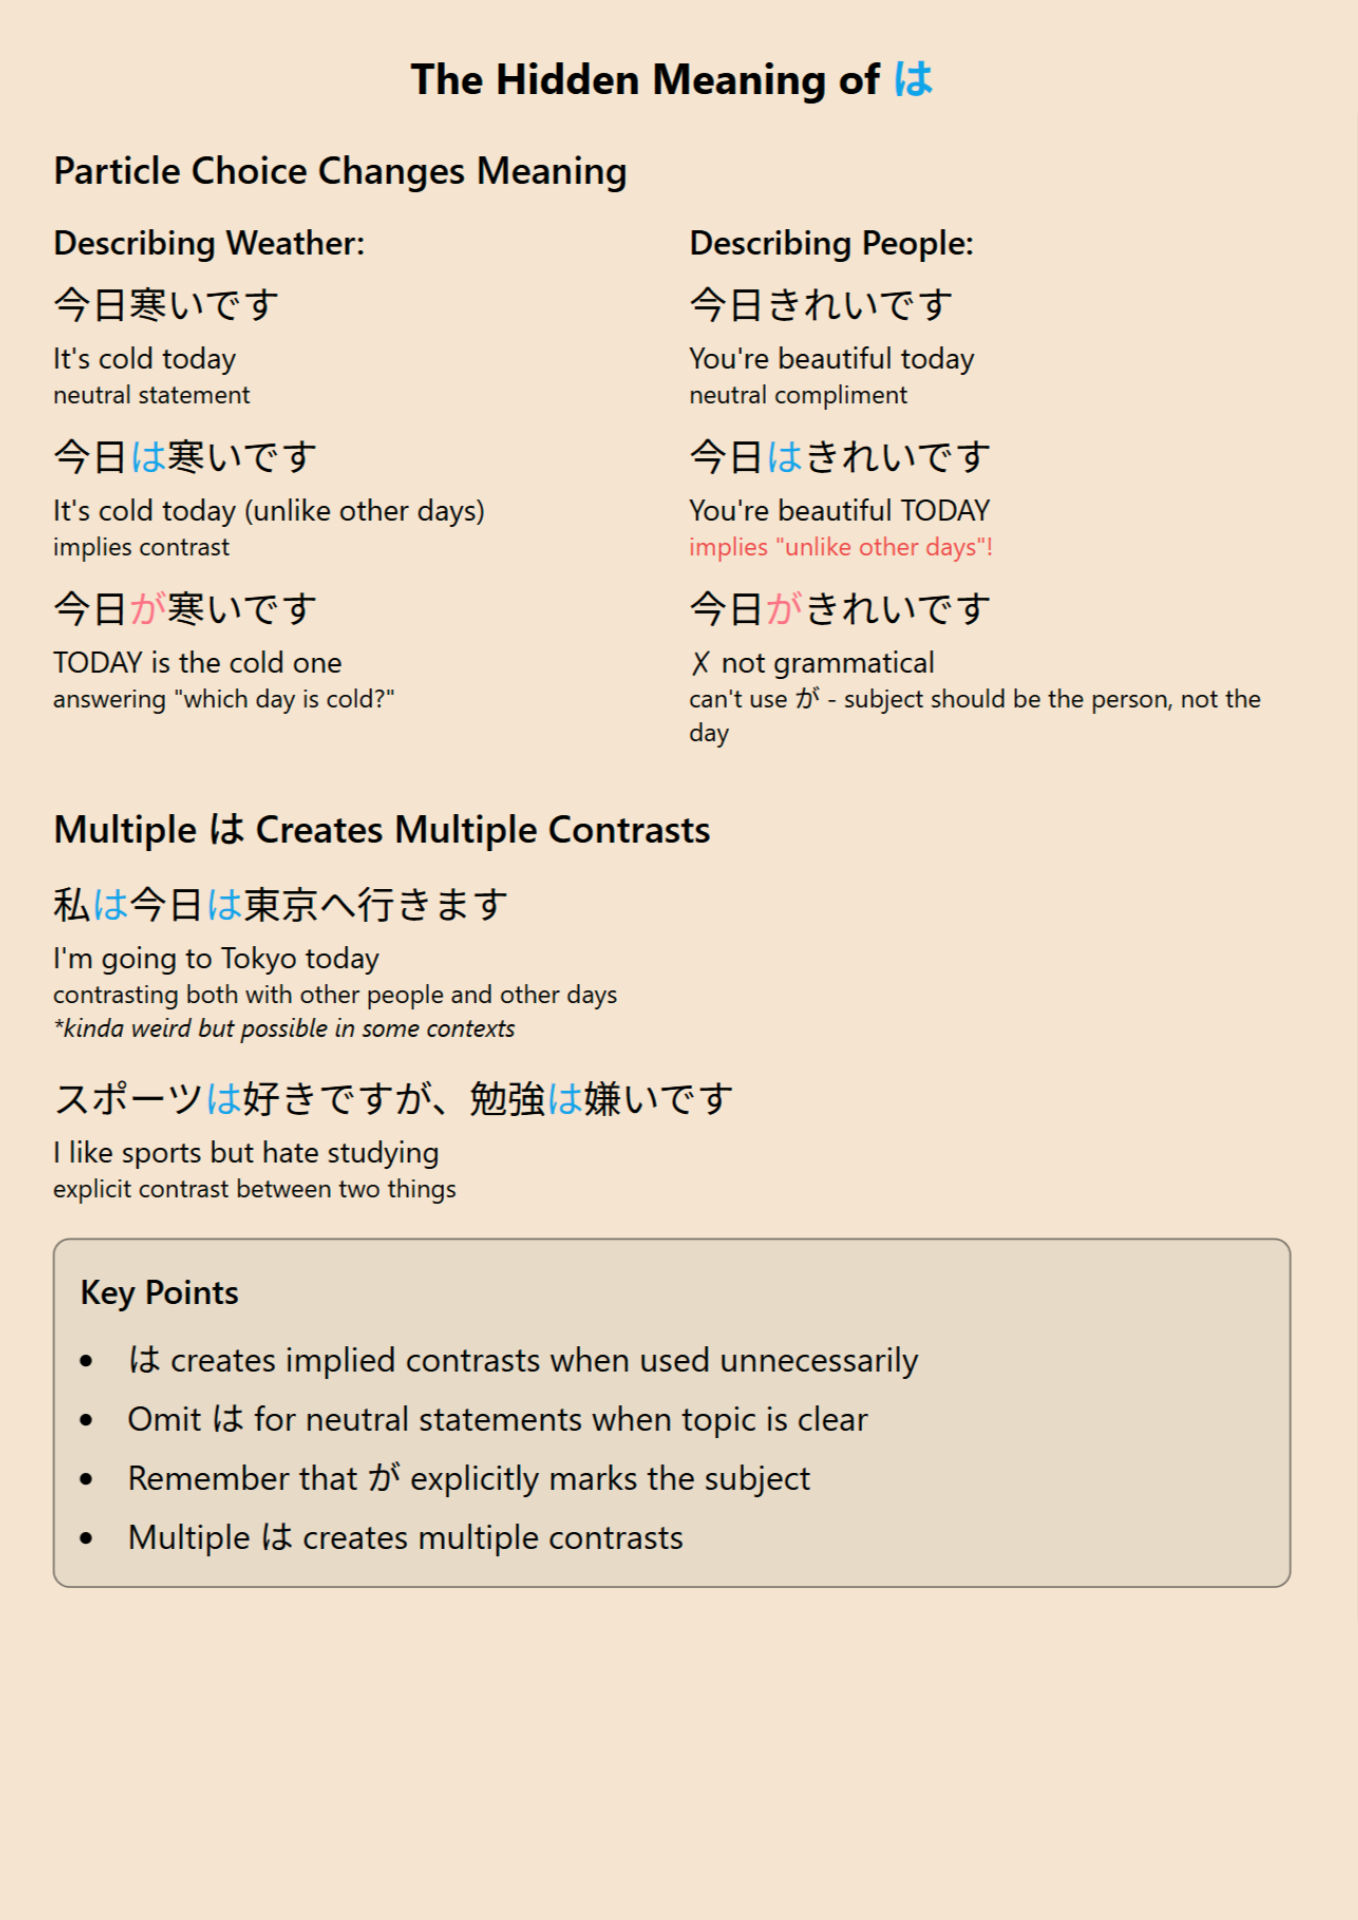 The Hidden Meaning of は
Particle Choice Changes Meaning
Describing Weather:
今日寒いです
It's cold today
neutral statement
今日は寒いです
It's cold today (unlike other days)
implies contrast
今日が寒いです
TODAY is the cold one
answering "which day is cold?"
Describing People:
今日きれいです
You're beautiful today
neutral compliment
今日はきれいです
You're beautiful TODAY
implies "unlike other days"!
今日がきれいです
✗ not grammatical
can't use が - subject should be the person, not the
day
Multiple は Creates Multiple Contrasts
私は今日は東京へ行きます
I'm going to Tokyo today
contrasting both with other people and other days
*kinda weird but possible in some contexts
スポーツは好きですが、勉強は嫌いです
I like sports but hate studying
explicit contrast between two things
Key Points
• は creates implied contrasts when used unnecessarily
• Omit は for neutral statements when topic is clear
• Remember that が explicitly marks the subject
• Multiple は creates multiple contrasts